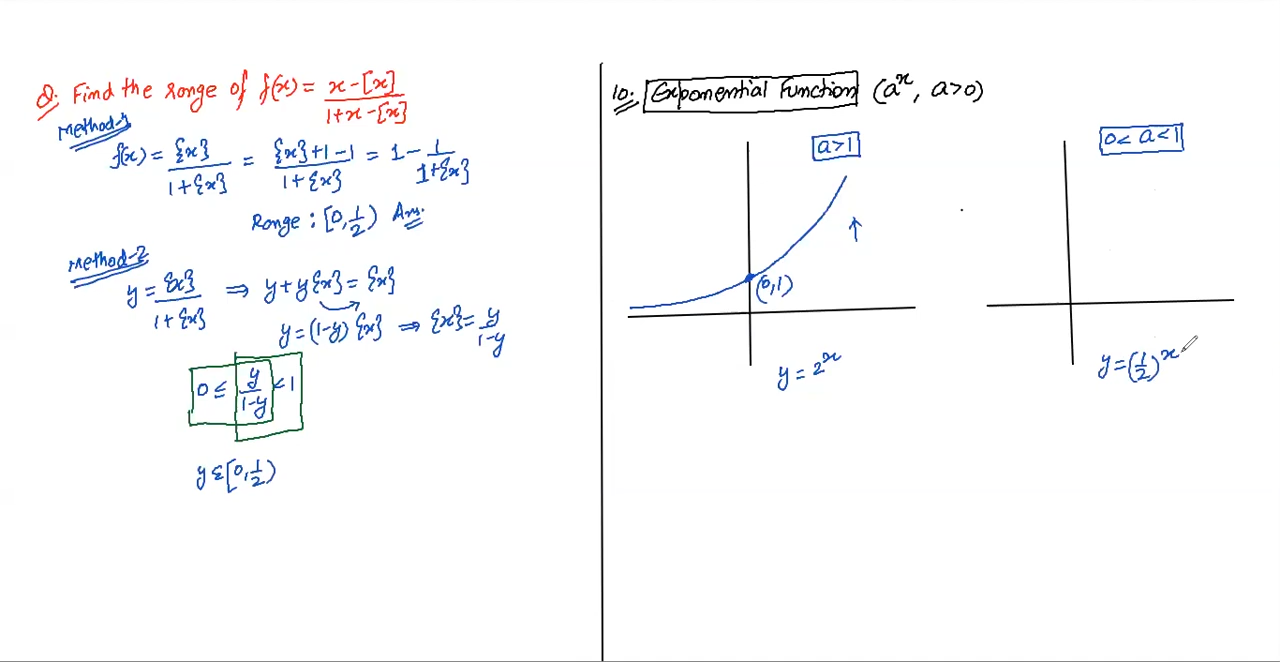 Q. Find the range of f(x) = x-[x] / 1+x-[x]
Method-1
f(x) = {x} / 1+{x} = {x}+1-1 / 1+{x} = 1 - 1 / 1+{x}
Range : [0, 1/2) Ans.
Method-2
y = {x} / 1+{x} ⇒ y+y{x} = {x}
y = (1-y) {x} ⇒ {x} = y / 1-y
0 ≤ y / 1-y < 1
y ε [0, 1/2)
10. Exponential Function (a^x, a>0)
a>1
(0,1)
y = 2^x
0< a<1
y = (1/2)^x